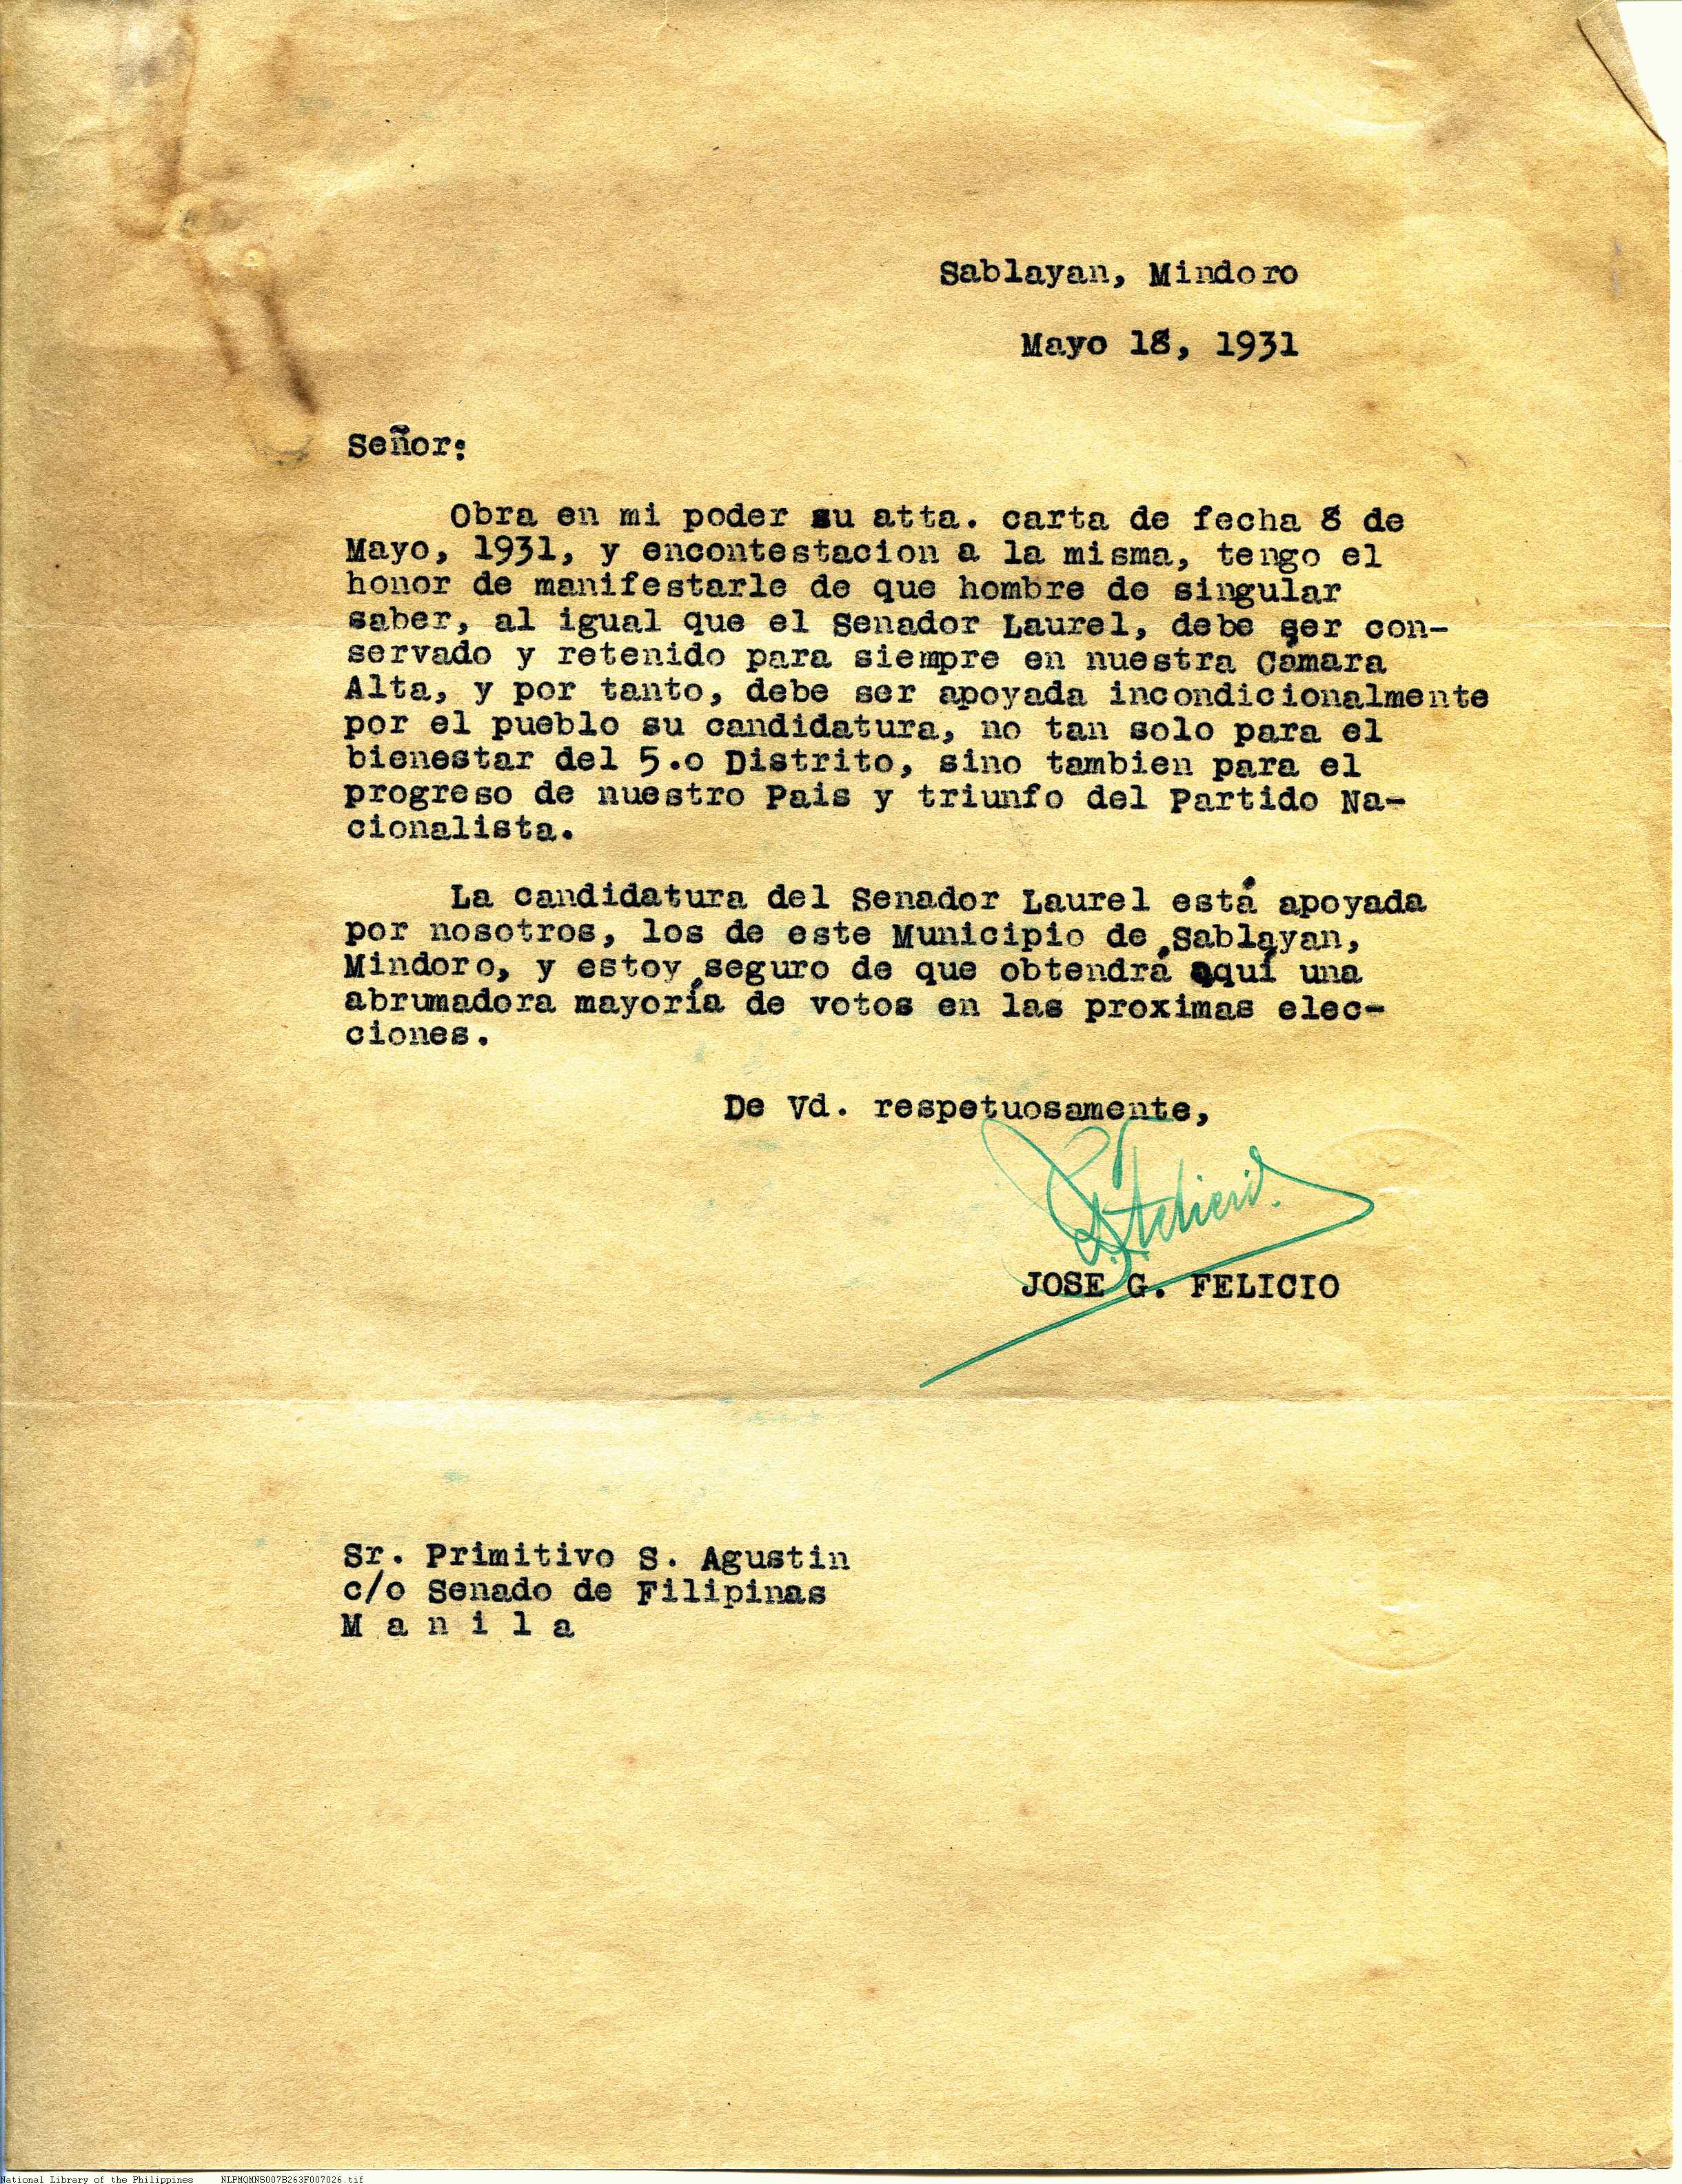 Sablayan, Mindoro
Mayo 18, 1931
Señor:
Obra en mi poder su atta. carta de fecha 8 de
Mayo, 1931, y encontestacion a la misma, tengo el
honor de manifestarle de que hombre de singular
saber, al igual que el Senador Laurel, debe ser con-
servado y retenido para siempre en nuestra Cámara
Alta, y por tanto, debe ser apoyada incondicionalmente
por el pueblo su candidatura, no tan solo para el
bienestar del 5.o Distrito, sino tambien para el
progreso de nuestro Pais y triunfo del Partido Na-
cionalista.
La candidatura del Senador Laurel está apoyada
por nosotros, los de este Municipio de Sablayan,
Mindoro, y estoy seguro de que obtendrá aquí una
abrumadora mayoría de votos en las proximas elec-
ciones.
De Vd. respetuosamente,
JOSE G. FELICIO
Sr. Primitivo S. Agustin
c/o Senado de Filipinas
M a n i l a
National Library of the Philippines NLPMQMNS007B263F007026.tif